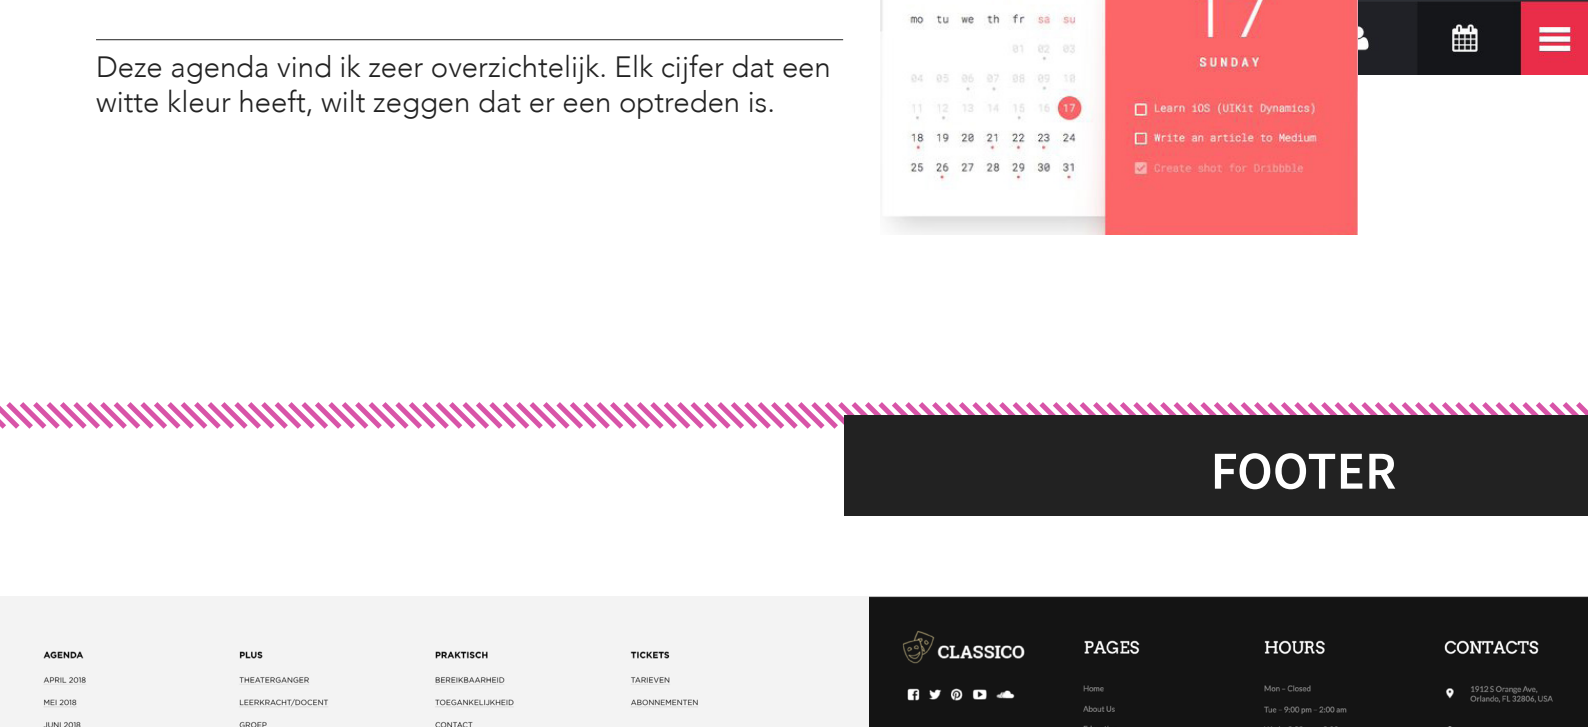 Deze agenda vind ik zeer overzichtelijk. Elk cijfer dat een
witte kleur heeft, wilt zeggen dat er een optreden is.
mo tu we th fr sa su
01 02 03
04 05 06 07 08 09 10
11 12 13 14 15 16 17
18 19 20 21 22 23 24
25 26 27 28 29 30 31
17
SUNDAY
Learn iOS (UIKit Dynamics)
Write an article to Medium
Create shot for Dribbble
FOOTER
AGENDA
APRIL 2018
MEI 2018
JUNI 2018
PLUS
THEATERGANGER
LEERKRACHT/DOCENT
GROEP
PRAKTISCH
BEREIKBAARHEID
TOEGANKELIJKHEID
CONTACT
TICKETS
TARIEVEN
ABONNEMENTEN
CLASSICO
PAGES
Home
About Us
HOURS
Mon – Closed
Tue – 9:00 pm – 2:00 am
CONTACTS
1912 S Orange Ave,
Orlando, FL 32806, USA